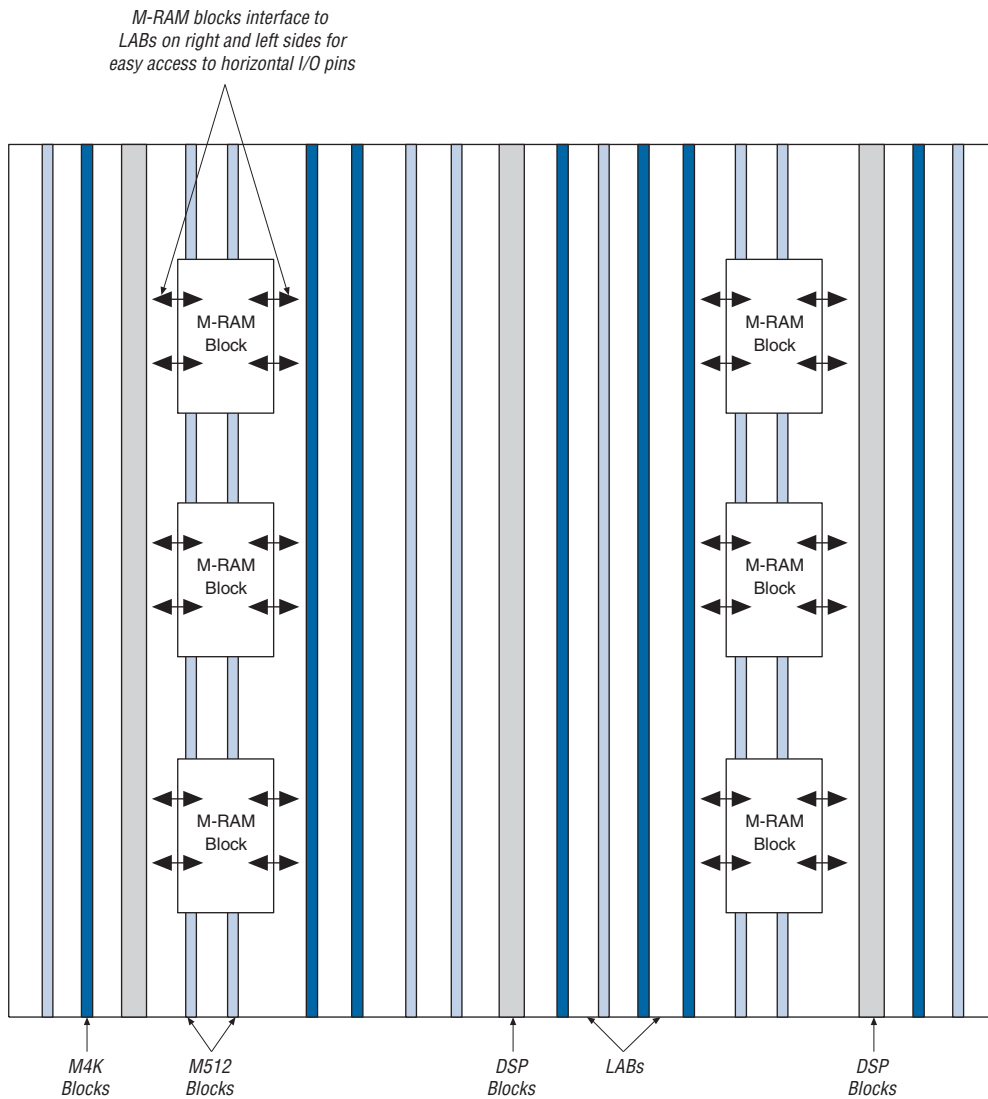 M-RAM blocks interface to
LABs on right and left sides for
easy access to horizontal I/O pins
M-RAM
Block
M-RAM
Block
M-RAM
Block
M-RAM
Block
M-RAM
Block
M-RAM
Block
M4K
Blocks
M512
Blocks
DSP
Blocks
LABs
DSP
Blocks